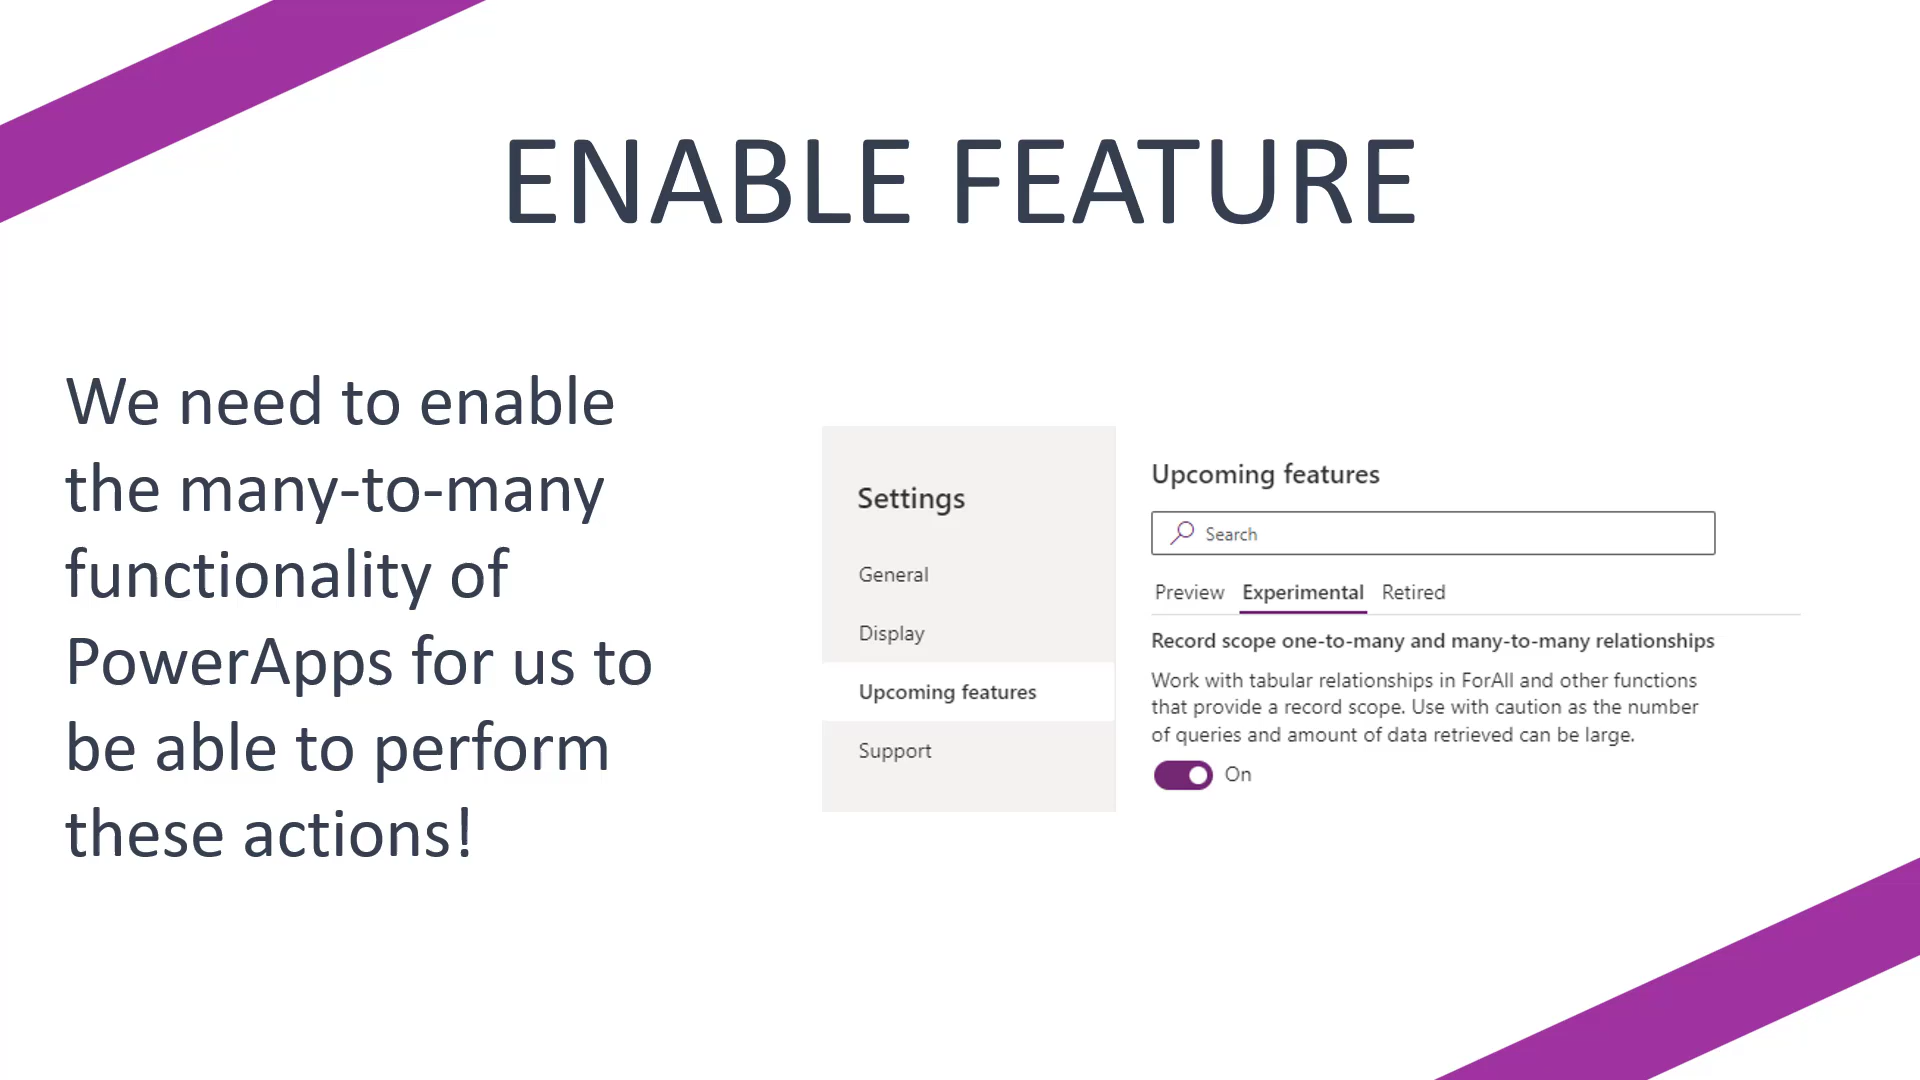 ENABLE FEATURE
We need to enable
the many-to-many
functionality of
PowerApps for us to
be able to perform
these actions!
Settings
General
Display
Upcoming features
Support
Upcoming features
Search
Preview Experimental Retired
Record scope one-to-many and many-to-many relationships
Work with tabular relationships in ForAll and other functions
that provide a record scope. Use with caution as the number
of queries and amount of data retrieved can be large.
On